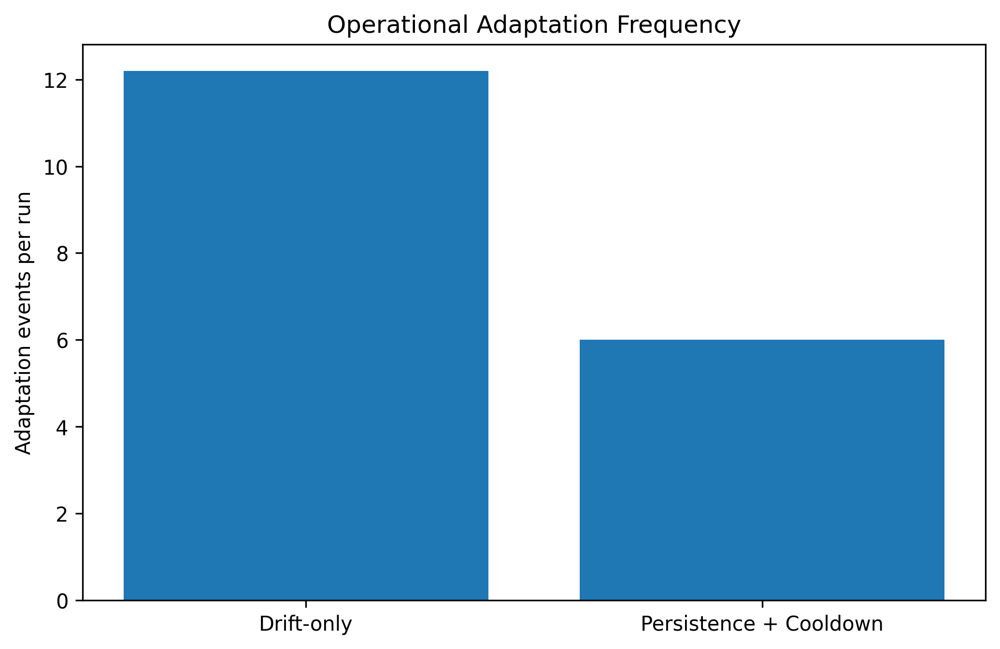 Operational Adaptation Frequency
Adaptation events per run
12
10
8
6
4
2
0
Drift-only
Persistence + Cooldown